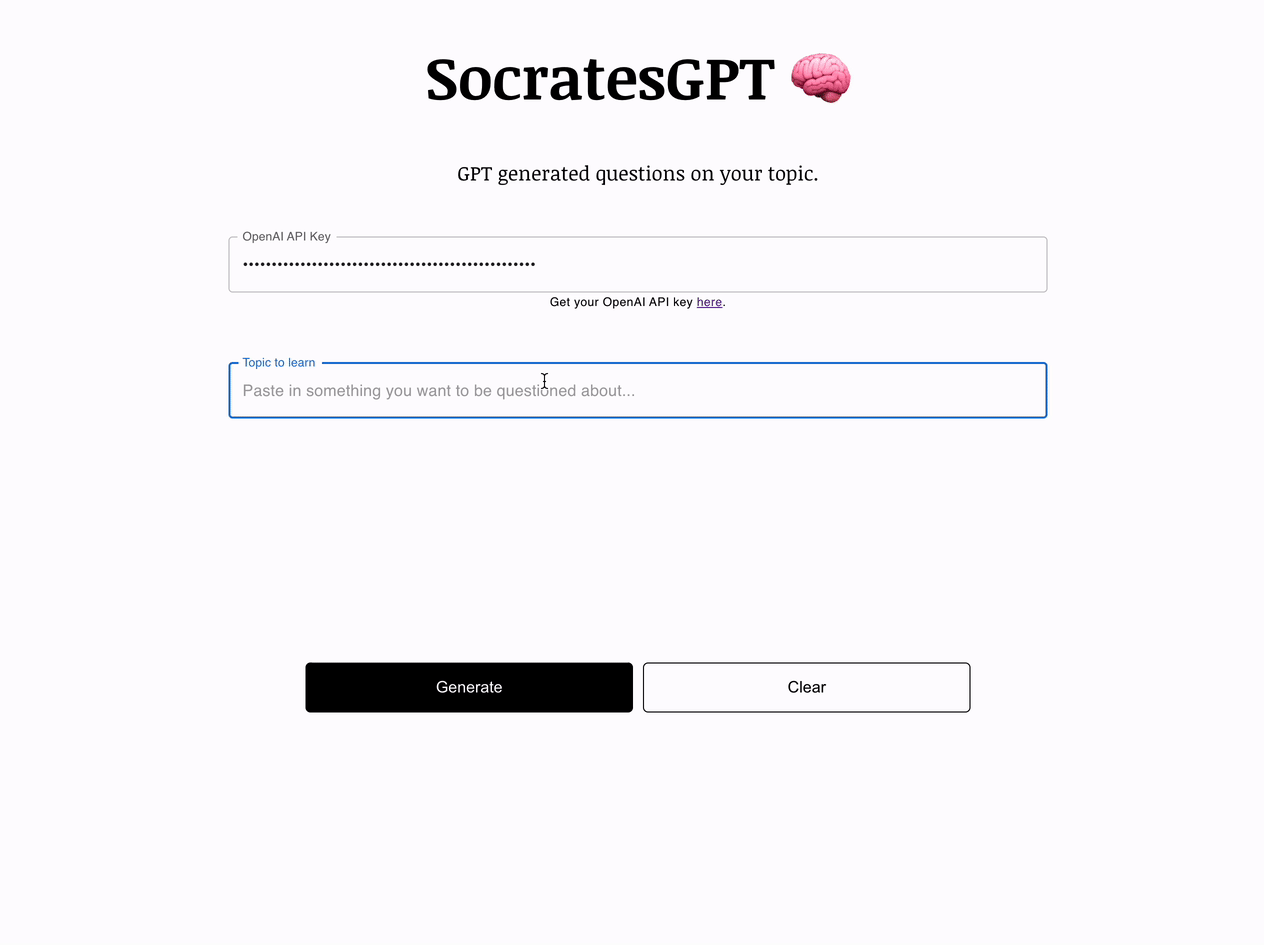 SocratesGPT 🧠
GPT generated questions on your topic.
OpenAI API Key
•••••••••••••••••••••••••••••••••••••••••••••••••••
Get your OpenAI API key here.
Topic to learn
Paste in something you want to be questioned about...
Generate
Clear